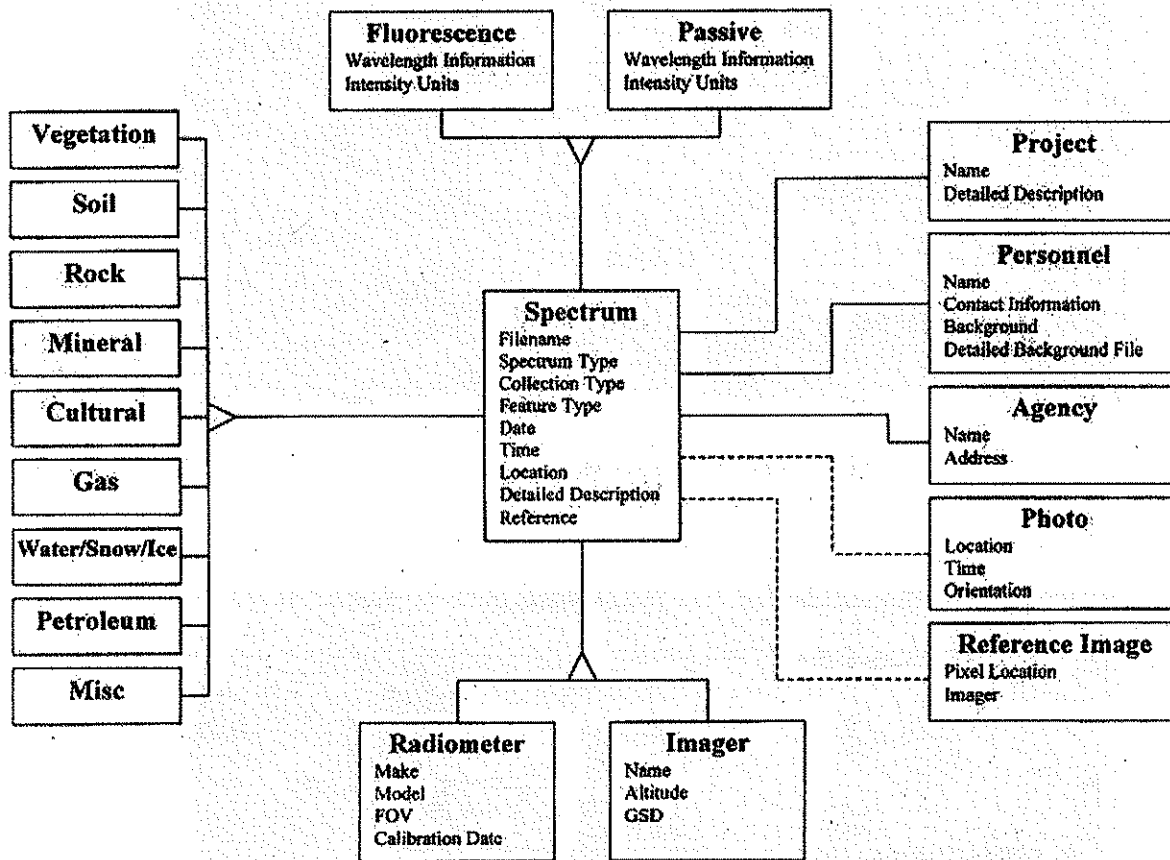 Fluorescence
Wavelength Information
Intensity Units
Passive
Wavelength Information
Intensity Units
Vegetation
Soil
Rock
Mineral
Cultural
Gas
Water/Snow/Ice
Petroleum
Misc
Spectrum
Filename
Spectrum Type
Collection Type
Feature Type
Date
Time
Location
Detailed Description
Reference
Project
Name
Detailed Description
Personnel
Name
Contact Information
Background
Detailed Background File
Agency
Name
Address
Photo
Location
Time
Orientation
Reference Image
Pixel Location
Imager
Radiometer
Make
Model
FOV
Calibration Date
Imager
Name
Altitude
GSD